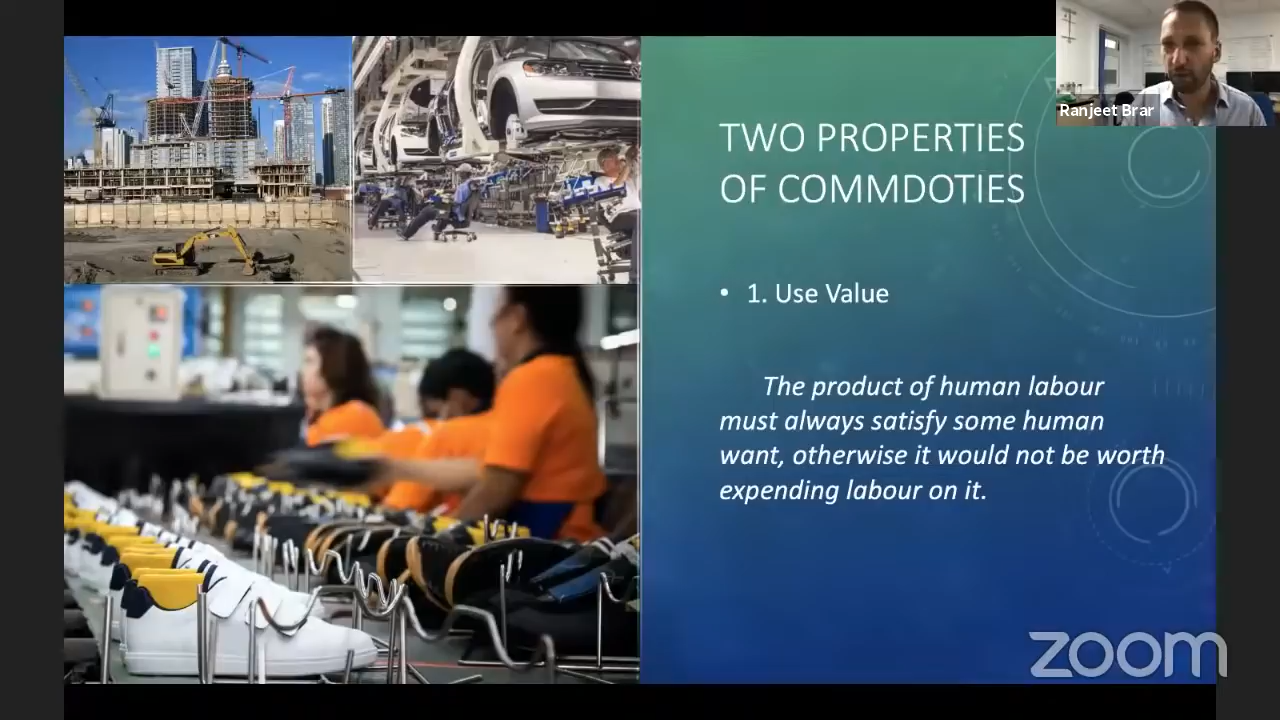 Ranjeet Brar
TWO PROPERTIES
OF COMMDOTIES
• 1. Use Value
The product of human labour
must always satisfy some human
want, otherwise it would not be worth
expending labour on it.
zoom